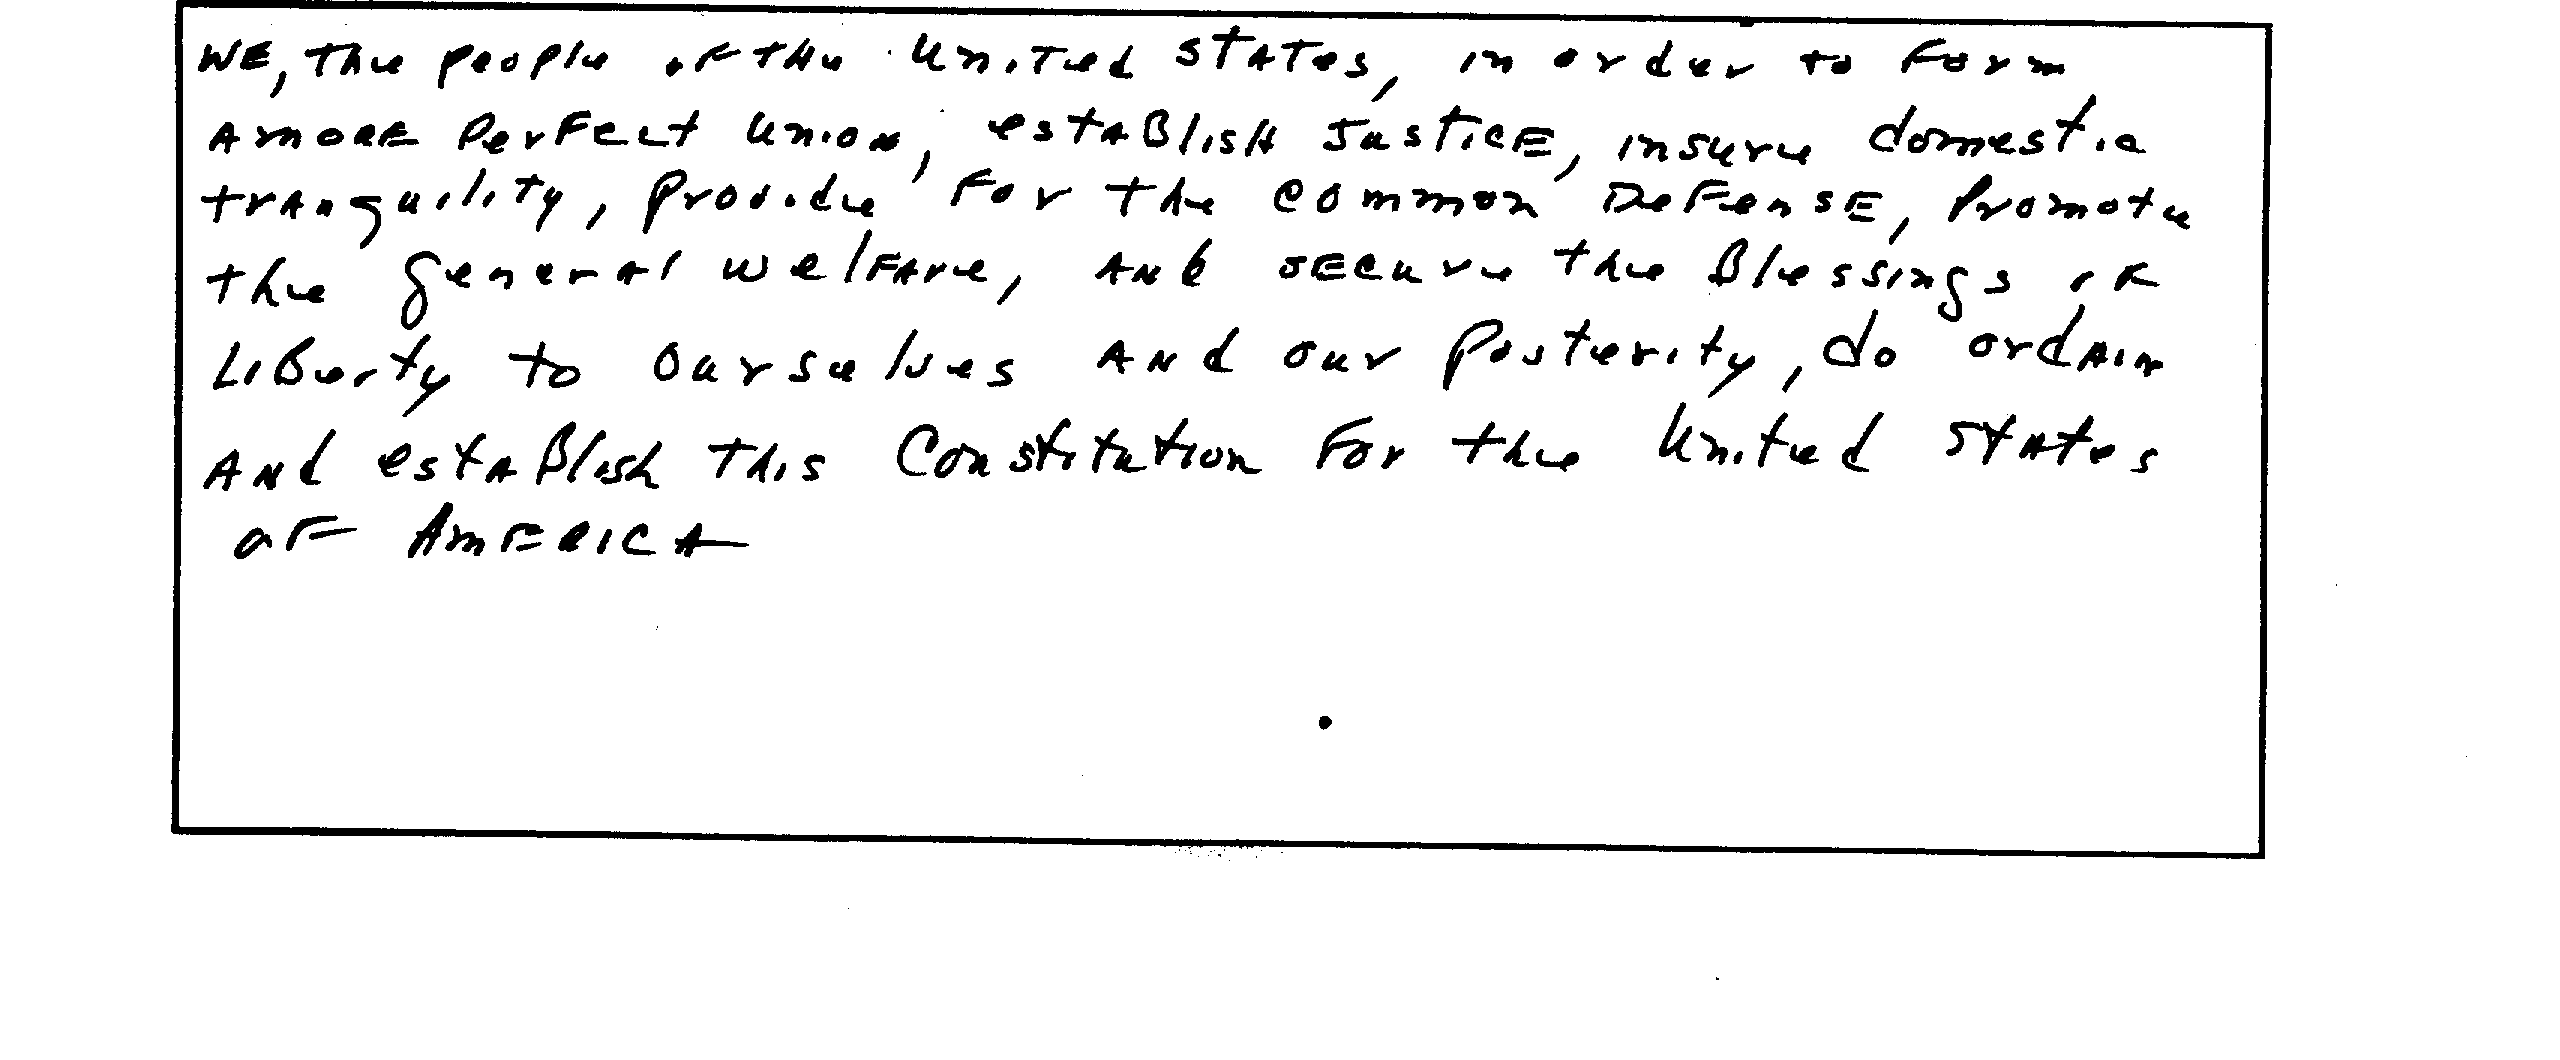 WE, The people of the United States, in order to form
A more Perfect Union, establish Justice, insure domestic
tranquility, provide for the common Defense, Promote
the general welfare, and secure the Blessings of
Liberty to ourselves and our Posterity, do ordain
And establish this Constitution for the United States
of America